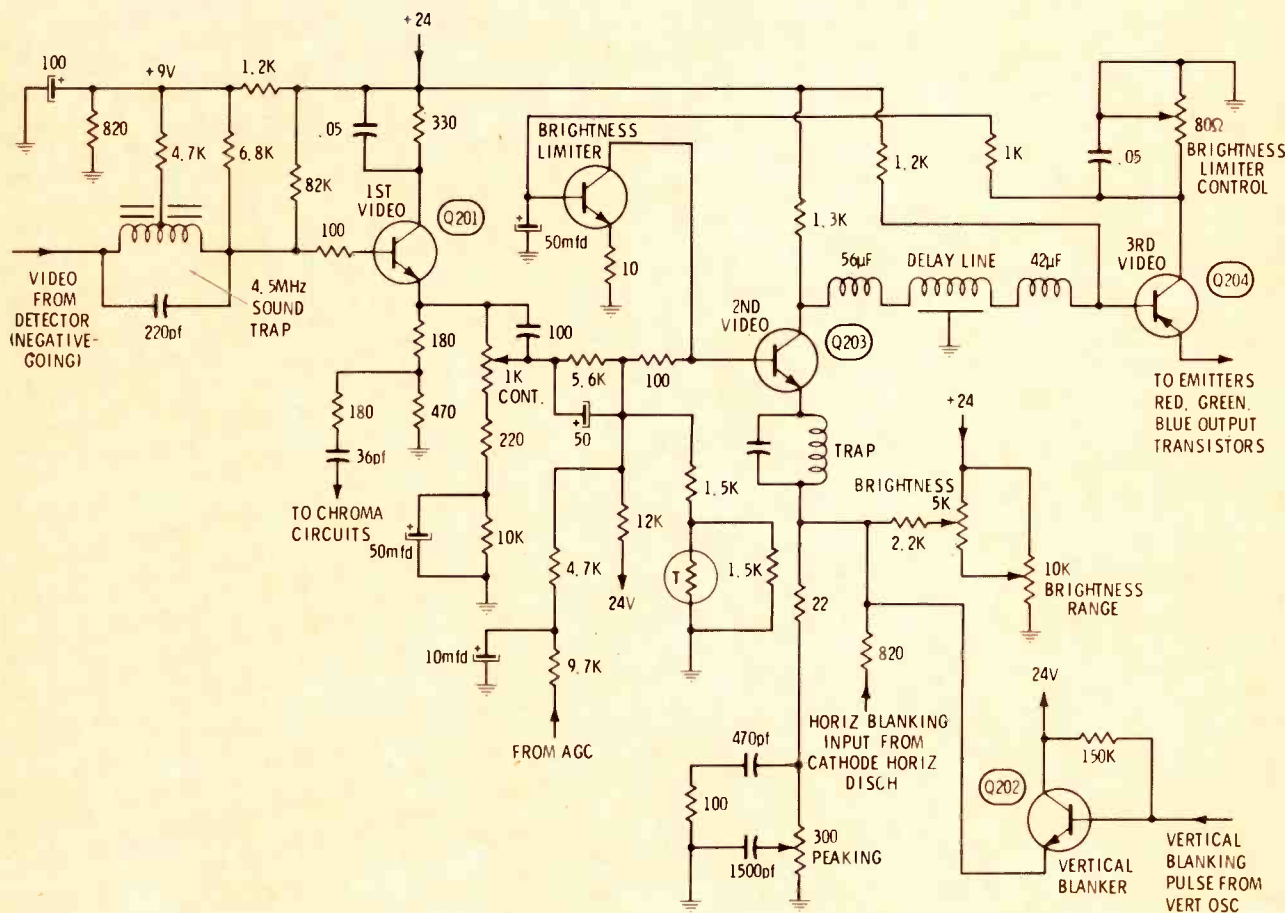 +24
100
+
+9V
1.2K
820
4.7K
6.8K
82K
.05
330
1ST
VIDEO
Q201
100
VIDEO
FROM
DETECTOR
(NEGATIVE-
GOING)
220pf
4.5MHz
SOUND
TRAP
BRIGHTNESS
LIMITER
+
50mfd
10
1.3K
1.2K
1K
.05
80Ω
BRIGHTNESS
LIMITER
CONTROL
56µF
DELAY LINE
42µF
3RD
VIDEO
Q204
2ND
VIDEO
Q203
TO EMITTERS
RED, GREEN,
BLUE OUTPUT
TRANSISTORS
180
100
1K
CONT.
5.6K
100
+
50
180
470
220
36pf
TO CHROMA
CIRCUITS
+
50mfd
10K
4.7K
12K
24V
1.5K
T
1.5K
+
10mfd
9.7K
FROM AGC
TRAP
+24
BRIGHTNESS
5K
2.2K
10K
BRIGHTNESS
RANGE
22
820
HORIZ BLANKING
INPUT FROM
CATHODE HORIZ
DISCH
470pf
100
1500pf
300
PEAKING
24V
150K
Q202
VERTICAL
BLANKER
VERTICAL
BLANKING
PULSE FROM
VERT OSC